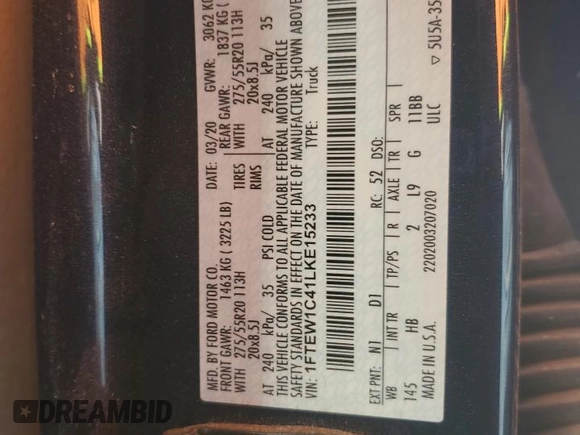 MFD. BY FORD MOTOR CO.
DATE: 03/20 GVWR: 3062 KG
FRONT GAWR: 1463 KG ( 3225 LB)
REAR GAWR: 1837 KG (
WITH 275/55R20 113H TIRES
WITH 275/55R20 113H
20x8.5J RIMS
20x8.5J
AT 240 kPa/ 35 PSI COLD
AT 240 kPa/ 35
THIS VEHICLE CONFORMS TO ALL APPLICABLE FEDERAL MOTOR VEHICLE
SAFETY STANDARDS IN EFFECT ON THE DATE OF MANUFACTURE SHOWN ABOVE
VIN: 1FTEW1C41LKE15233
TYPE: Truck
EXT PNT: N1 D1 RC: 52 DSO:
WB INT TR TP/PS R AXLE TR SPR
145 HB 2 L9 G 11BB
MADE IN U.S.A. 2202003207020 ULC
5U5A-35
DREAMBID